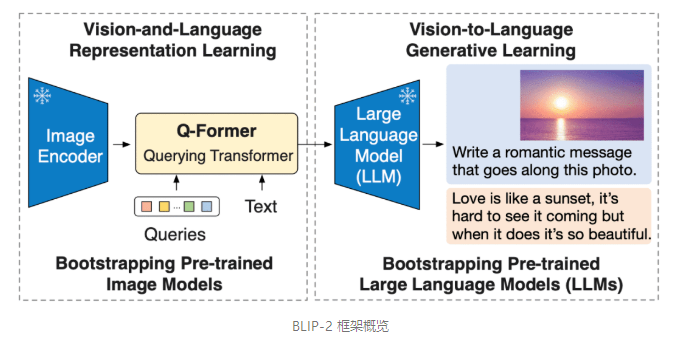 Vision-and-Language
Representation Learning
Vision-to-Language
Generative Learning
Image
Encoder
Q-Former
Querying Transformer
...
Queries
Text
Large
Language
Model
(LLM)
Write a romantic message
that goes along this photo.
Love is like a sunset, it's
hard to see it coming but
when it does it's so beautiful.
Bootstrapping Pre-trained
Image Models
Bootstrapping Pre-trained
Large Language Models (LLMs)
BLIP-2 框架概览